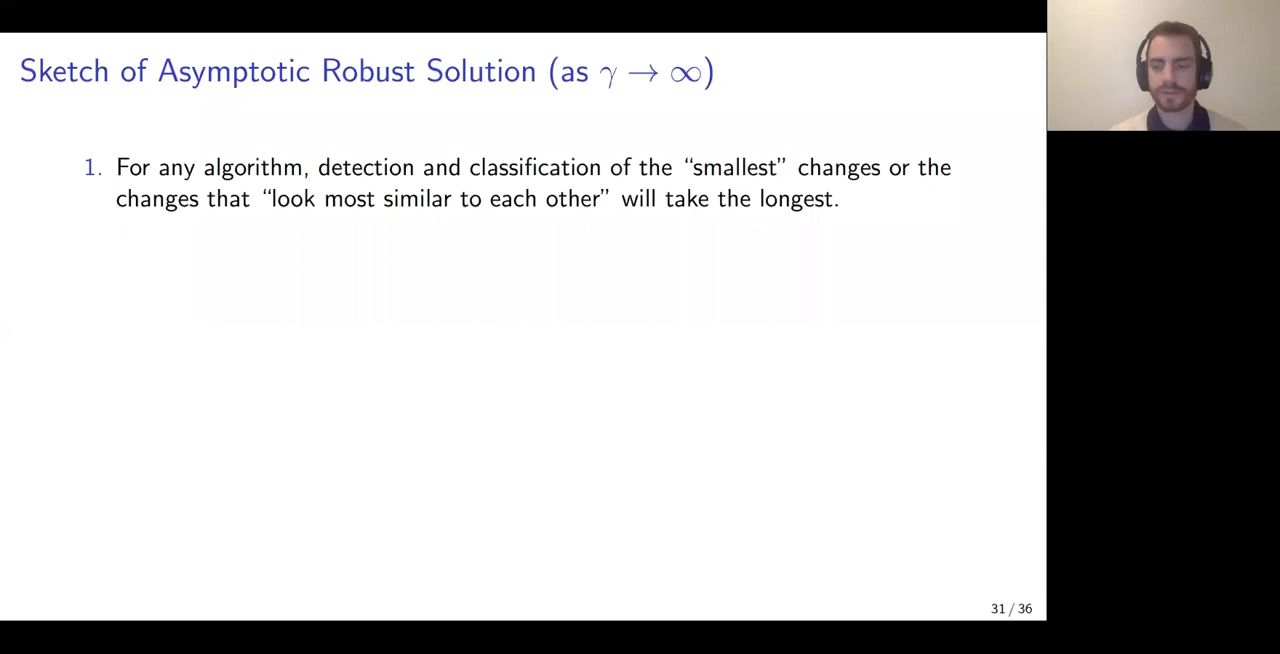 Sketch of Asymptotic Robust Solution (as γ → ∞)
1. For any algorithm, detection and classification of the “smallest” changes or the
changes that “look most similar to each other” will take the longest.
31 / 36